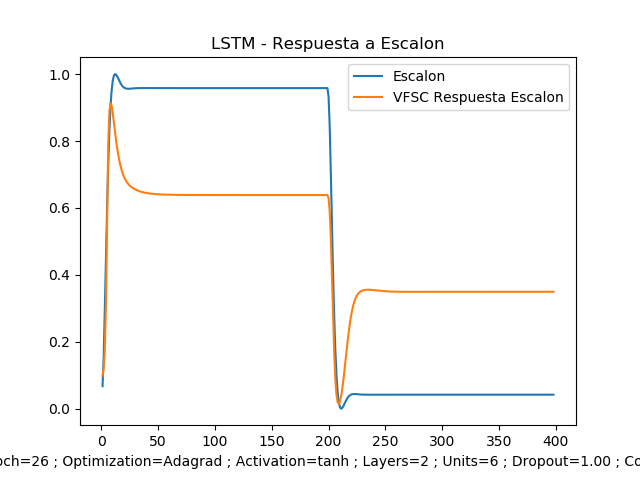 LSTM - Respuesta a Escalon
Escalon
VFSC Respuesta Escalon
1.0
0.8
0.6
0.4
0.2
0.0
0 50 100 150 200 250 300 350 400
och=26 ; Optimization=Adagrad ; Activation=tanh ; Layers=2 ; Units=6 ; Dropout=1.00 ; Co